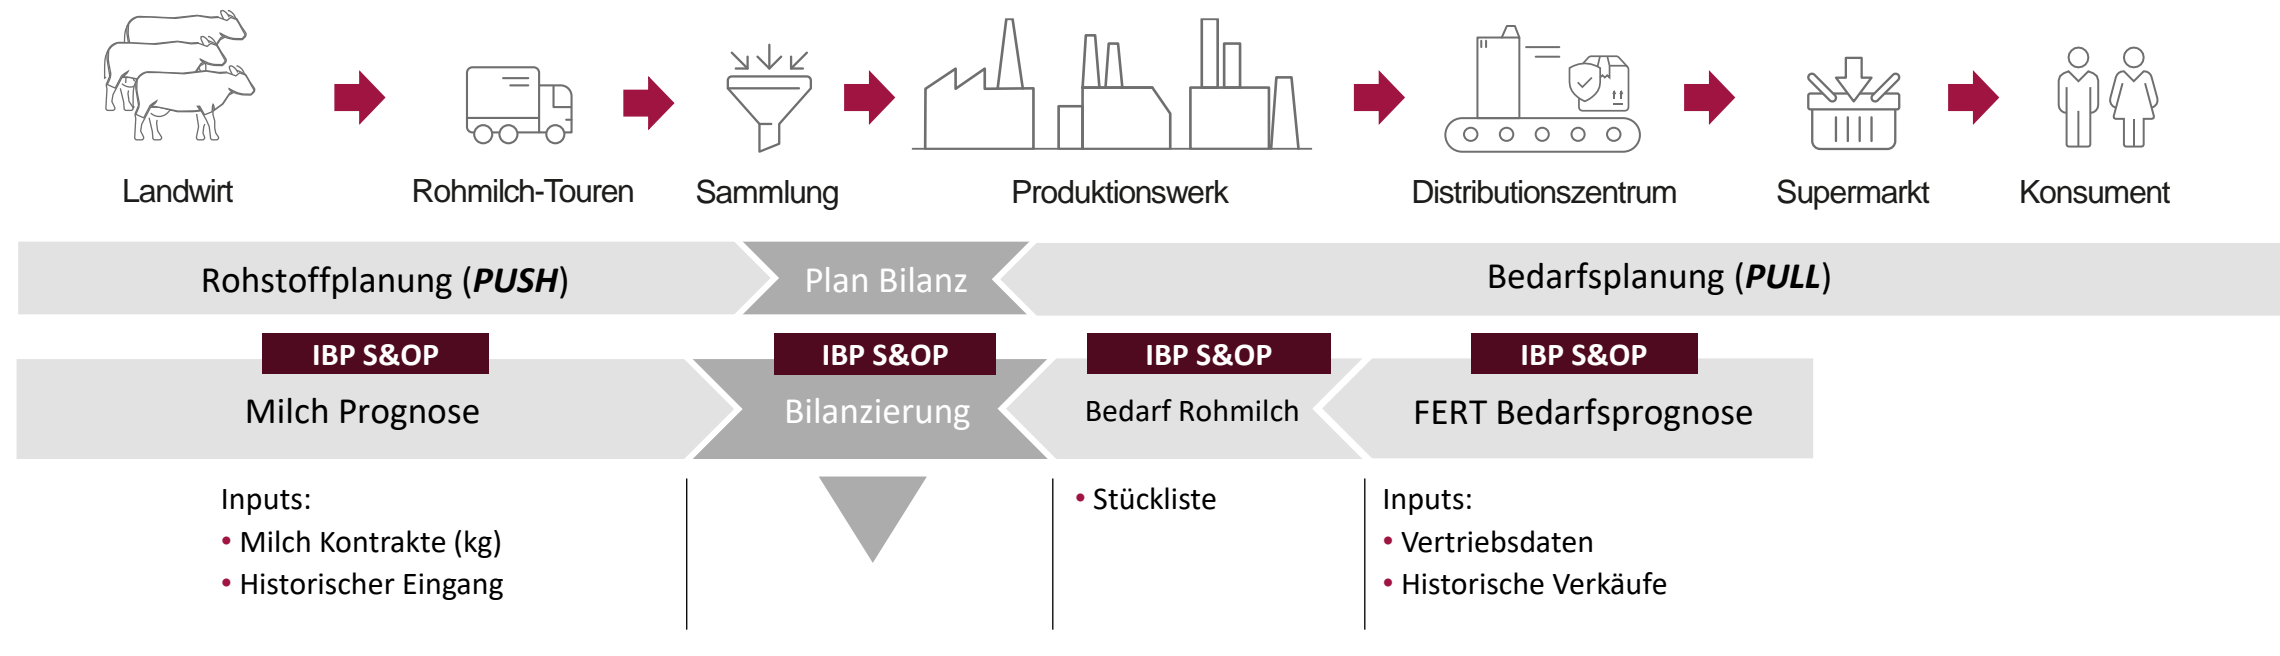 Landwirt
Rohmilch-Touren
Sammlung
Produktionswerk
Distributionszentrum
Supermarkt
Konsument
Rohstoffplanung (PUSH)
Plan Bilanz
Bedarfsplanung (PULL)
IBP S&OP
IBP S&OP
IBP S&OP
IBP S&OP
Milch Prognose
Bilanzierung
Bedarf Rohmilch
FERT Bedarfsprognose
Inputs:
• Milch Kontrakte (kg)
• Historischer Eingang
• Stückliste
Inputs:
• Vertriebsdaten
• Historische Verkäufe